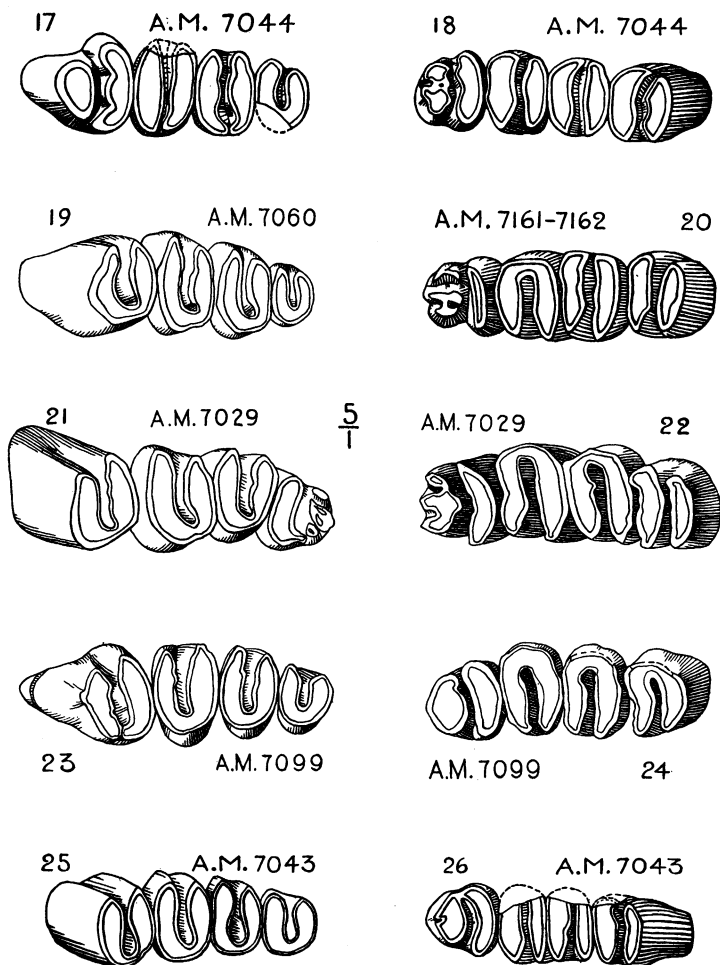 17 A.M. 7044
18 A.M. 7044
19 A.M. 7060
A.M. 7161-7162 20
21 A.M. 7029
5
1
A.M. 7029 22
23 A.M. 7099
A.M. 7099 24
25 A.M. 7043
26 A.M. 7043